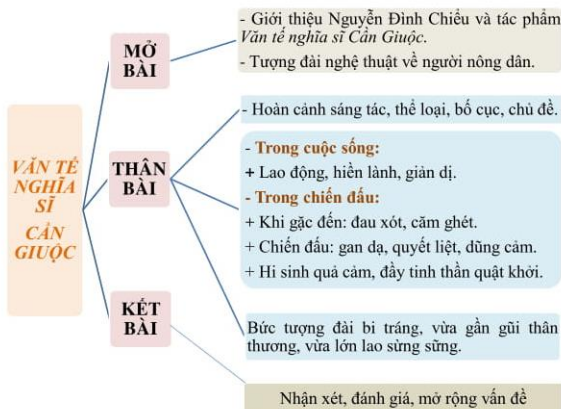 VĂN TẾ
NGHĨA
SĨ
CẦN
GIUỘC
MỞ
BÀI
- Giới thiệu Nguyễn Đình Chiểu và tác phẩm
Văn tế nghĩa sĩ Cần Giuộc.
- Tượng đài nghệ thuật về người nông dân.
THÂN
BÀI
- Hoàn cảnh sáng tác, thể loại, bố cục, chủ đề.
- Trong cuộc sống:
+ Lao động, hiền lành, giản dị.
- Trong chiến đấu:
+ Khi gặc đến: đau xót, căm ghét.
+ Chiến đấu: gan dạ, quyết liệt, dũng cảm.
+ Hi sinh quả cảm, đầy tinh thần quật khởi.
Bức tượng đài bi tráng, vừa gần gũi thân
thương, vừa lớn lao sừng sững.
KẾT
BÀI
Nhận xét, đánh giá, mở rộng vấn đề